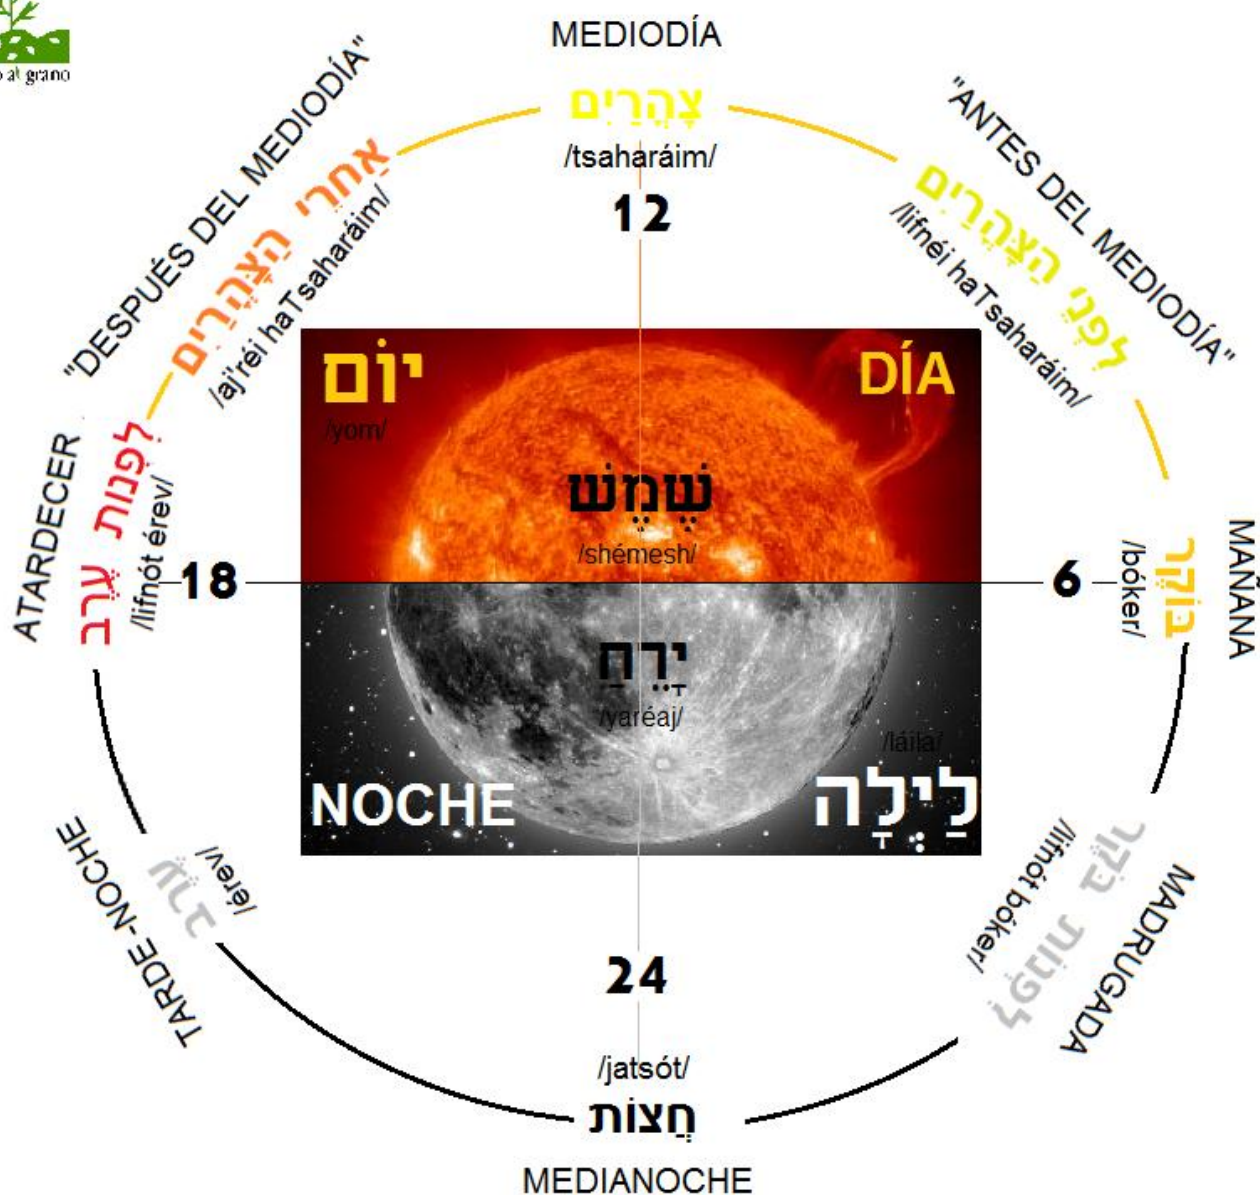 o al grano
MEDIODÍA
צׇהֳרַיִם
/tsaharáim/
12
"ANTES DEL MEDIODÍA"
לִפְנֵי הַצׇּהֳרַיִם
/lifnéi haTsaharáim/
MAÑANA
בּוֹקֶר
/bóker/
6
MADRUGADA
לִפְנוֹת בֹּקֶר
/lifnót bóker/
24
/jatsót/
חֲצוֹת
MEDIANOCHE
TARDE-NOCHE
עֶרֶב
/érev/
ATARDECER
לִפְנוֹת עֶרֶב
/lifnót érev/
18
"DESPUÉS DEL MEDIODÍA"
אַחֲרֵי הַצׇּהֳרַיִם
/aj'réi haTsaharáim/
יוֹם
/yom/
DÍA
שֶׁמֶשׁ
/shémesh/
יָרֵחַ
/yaréaj/
NOCHE
/láila/
לַיְלָה